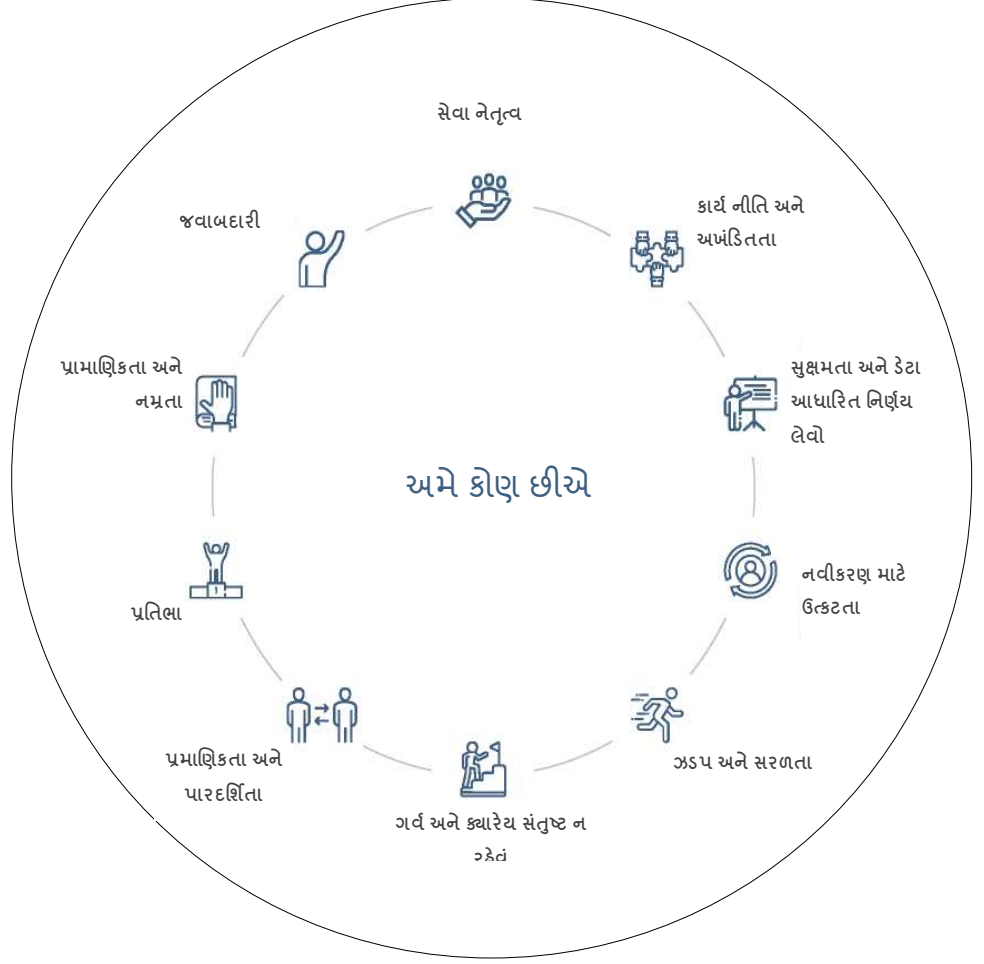 સેવા નેતૃત્વ
કાર્ય નીતિ અને
અખંડિતતા
સુક્ષમતા અને ડેટા
આધારિત નિર્ણય
લેવો
નવીકરણ માટે
ઉત્કટતા
ઝડપ અને સરળતા
ગર્વ અને ક્યારેય સંતુષ્ટ ન
પ્રમાણિકતા અને
પારદર્શિતા
પ્રતિભા
પ્રામાણિકતા અને
નમ્રતા
જવાબદારી
અમે કોણ છીએ